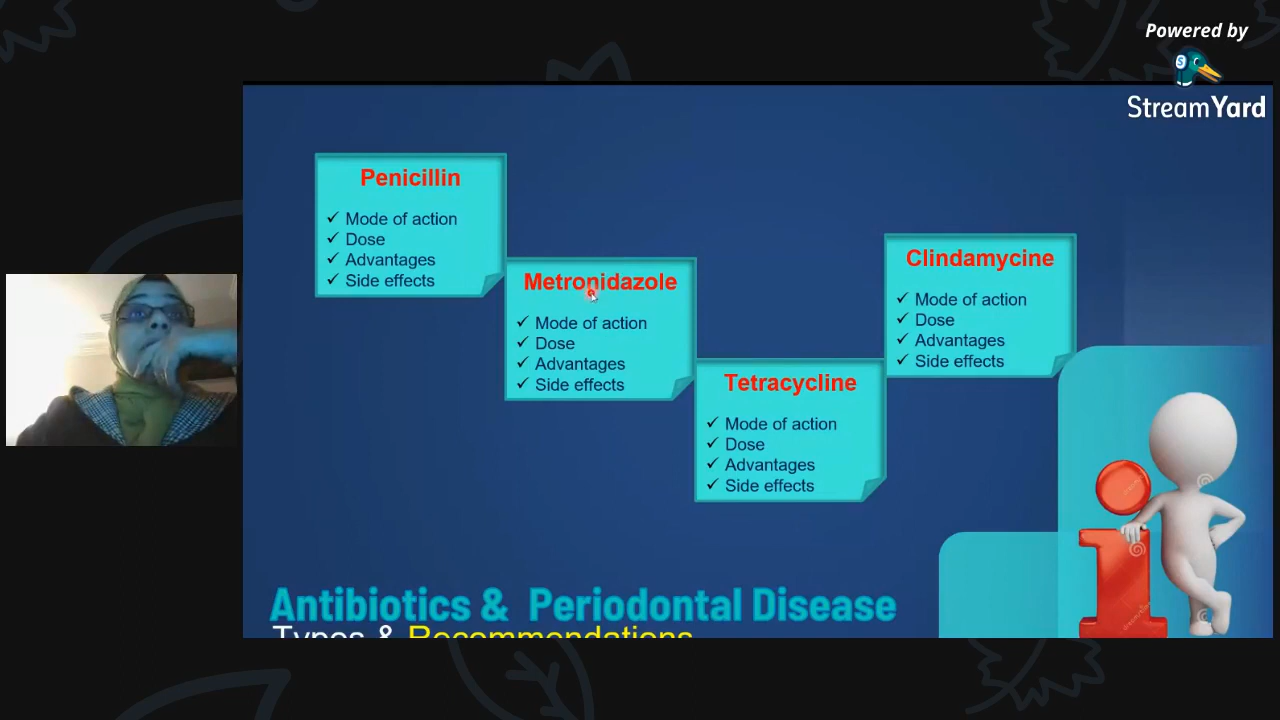 Powered by
StreamYard
Penicillin
✓ Mode of action
✓ Dose
✓ Advantages
✓ Side effects
Metronidazole
✓ Mode of action
✓ Dose
✓ Advantages
✓ Side effects
Tetracycline
✓ Mode of action
✓ Dose
✓ Advantages
✓ Side effects
Clindamycine
✓ Mode of action
✓ Dose
✓ Advantages
✓ Side effects
Antibiotics & Periodontal Disease
Types & Recommendations